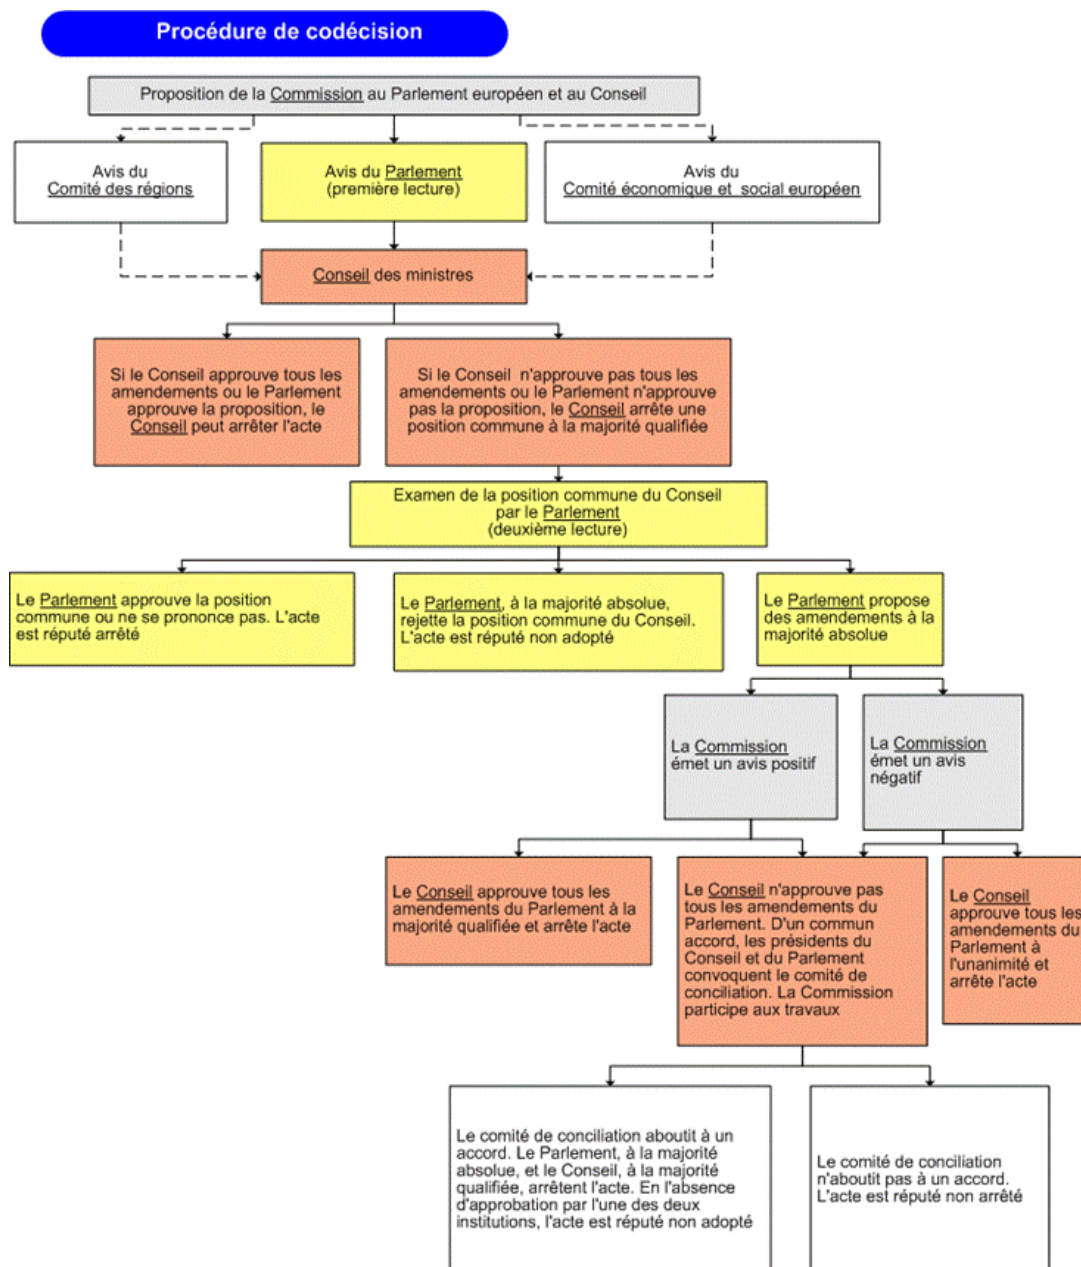 Procédure de codécision
Proposition de la Commission au Parlement européen et au Conseil
Avis du
Comité des régions
Avis du Parlement
(première lecture)
Avis du
Comité économique et social européen
Conseil des ministres
Si le Conseil approuve tous les
amendements ou le Parlement
approuve la proposition, le
Conseil peut arrêter l'acte
Si le Conseil n'approuve pas tous les
amendements ou le Parlement n'approuve
pas la proposition, le Conseil arrête une
position commune à la majorité qualifiée
Examen de la position commune du Conseil
par le Parlement
(deuxième lecture)
Le Parlement approuve la position
commune ou ne se prononce pas. L'acte
est réputé arrêté
Le Parlement, à la majorité absolue,
rejette la position commune du Conseil.
L'acte est réputé non adopté
Le Parlement propose
des amendements à la
majorité absolue
La Commission
émet un avis positif
La Commission
émet un avis
négatif
Le Conseil approuve tous les
amendements du Parlement à la
majorité qualifiée et arrête l'acte
Le Conseil n'approuve pas
tous les amendements du
Parlement. D'un commun
accord, les présidents du
Conseil et du Parlement
convoquent le comité de
conciliation. La Commission
participe aux travaux
Le Conseil
approuve tous les
amendements du
Parlement à
l'unanimité et
arrête l'acte
Le comité de conciliation aboutit à un
accord. Le Parlement, à la majorité
absolue, et le Conseil, à la majorité
qualifiée, arrêtent l'acte. En l'absence
d'approbation par l'une des deux
institutions, l'acte est réputé non adopté
Le comité de conciliation
n'aboutit pas à un accord.
L'acte est réputé non arrêté